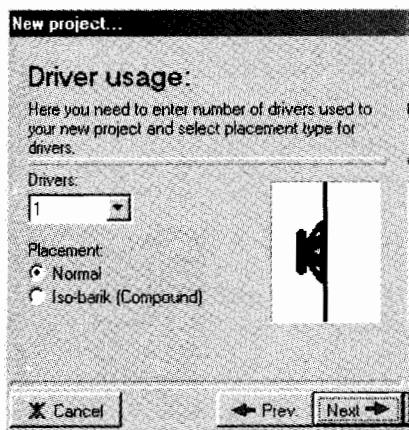 New project...
Driver usage:
Here you need to enter number of drivers used to
your new project and select placement type for
drivers.
Drivers:
1
Placement:
Normal
Iso-barik (Compound)
Cancel
Prev.
Next